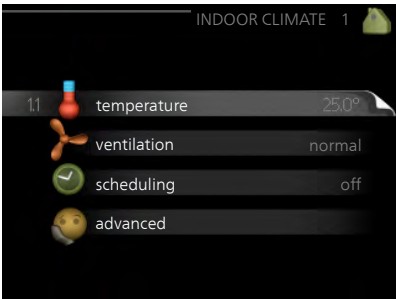 INDOOR CLIMATE 1
1.1 temperature 25.0°
ventilation normal
scheduling off
advanced